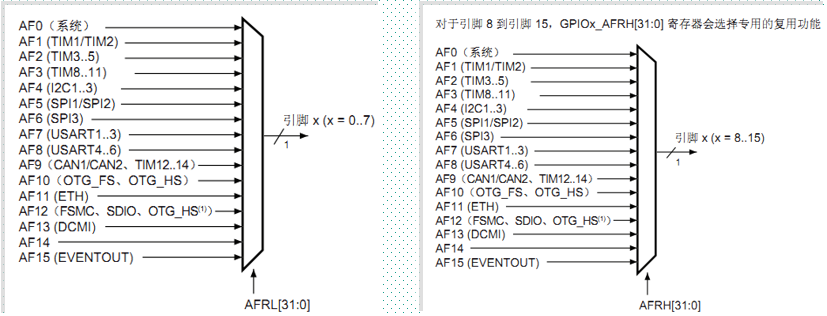 AF0（系统）
AF1 (TIM1/TIM2)
AF2 (TIM3..5)
AF3 (TIM8..11)
AF4 (I2C1..3)
AF5 (SPI1/SPI2)
AF6 (SPI3)
AF7 (USART1..3)
AF8 (USART4..6)
AF9（CAN1/CAN2、TIM12..14）
AF10（OTG_FS、OTG_HS）
AF11 (ETH)
AF12（FSMC、SDIO、OTG_HS(1)）
AF13 (DCMI)
AF14
AF15 (EVENTOUT)
引脚 x (x = 0..7)
1
AFRL[31:0]
对于引脚 8 到引脚 15，GPIOx_AFRH[31:0] 寄存器会选择专用的复用功能
AF0（系统）
AF1 (TIM1/TIM2)
AF2 (TIM3..5)
AF3 (TIM8..11)
AF4 (I2C1..3)
AF5 (SPI1/SPI2)
AF6 (SPI3)
AF7 (USART1..3)
AF8 (USART4..6)
AF9（CAN1/CAN2、TIM12..14）
AF10（OTG_FS、OTG_HS）
AF11 (ETH)
AF12（FSMC、SDIO、OTG_HS(1)）
AF13 (DCMI)
AF14
AF15 (EVENTOUT)
引脚 x (x = 8..15)
1
AFRH[31:0]